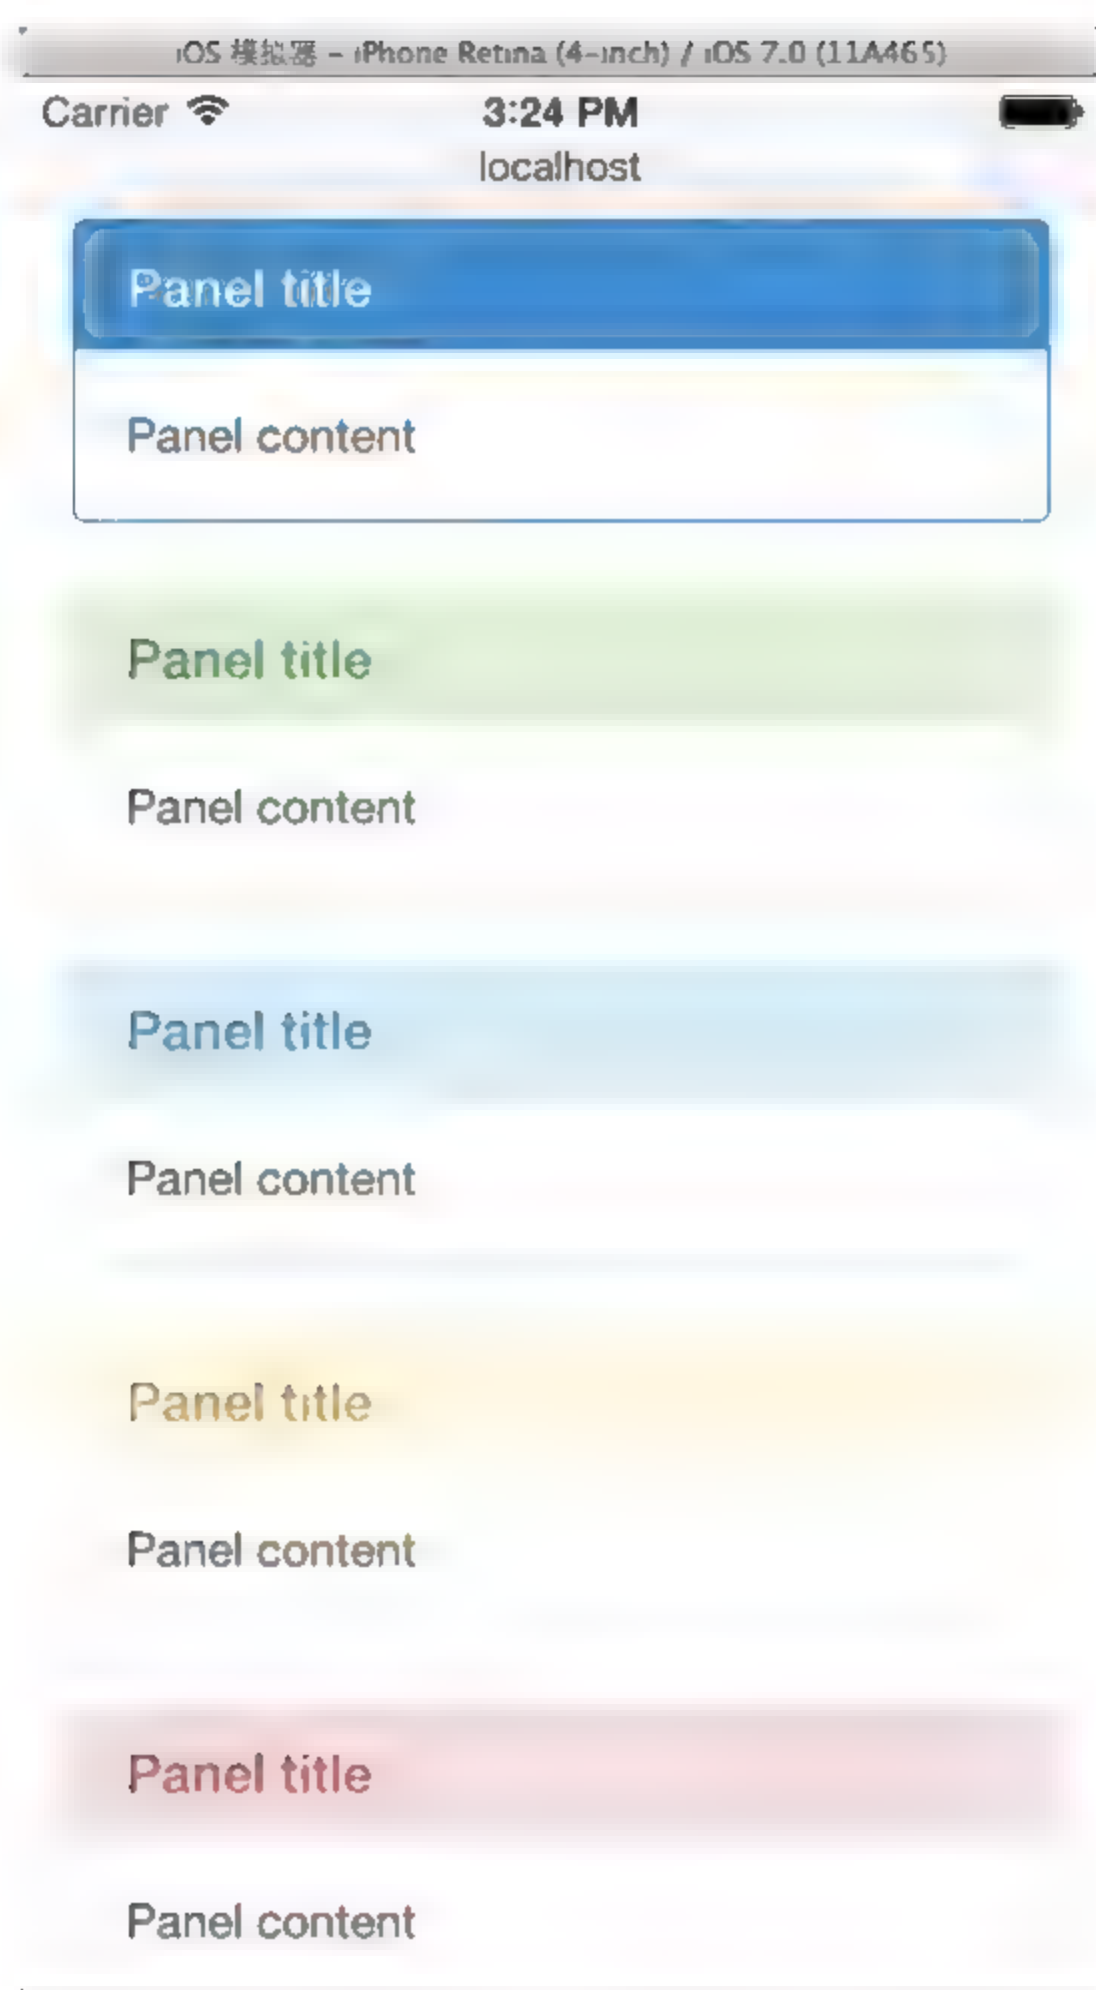 iOS 模拟器 – iPhone Retina (4-inch) / iOS 7.0 (11A465)
Carrier 3:24 PM
localhost
Panel title
Panel content
Panel title
Panel content
Panel title
Panel content
Panel title
Panel content
Panel title
Panel content